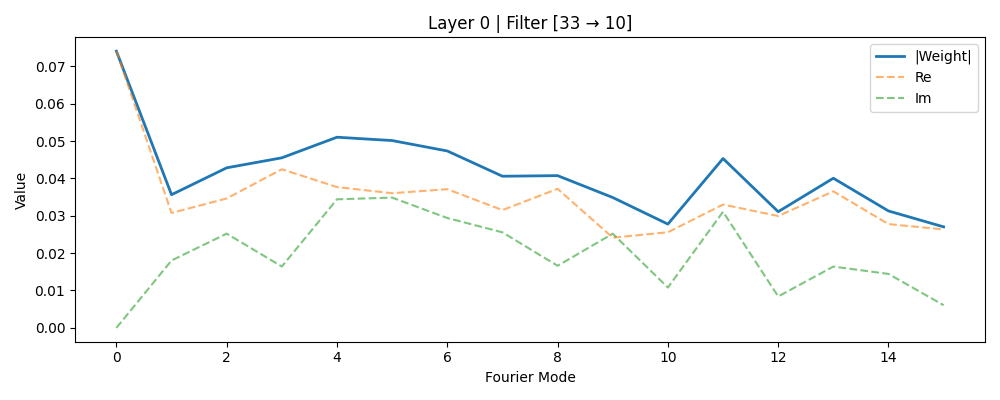 Layer 0 | Filter [33 → 10]
|Weight|
Re
Im
Value
0.07
0.06
0.05
0.04
0.03
0.02
0.01
0.00
0 2 4 6 8 10 12 14
Fourier Mode